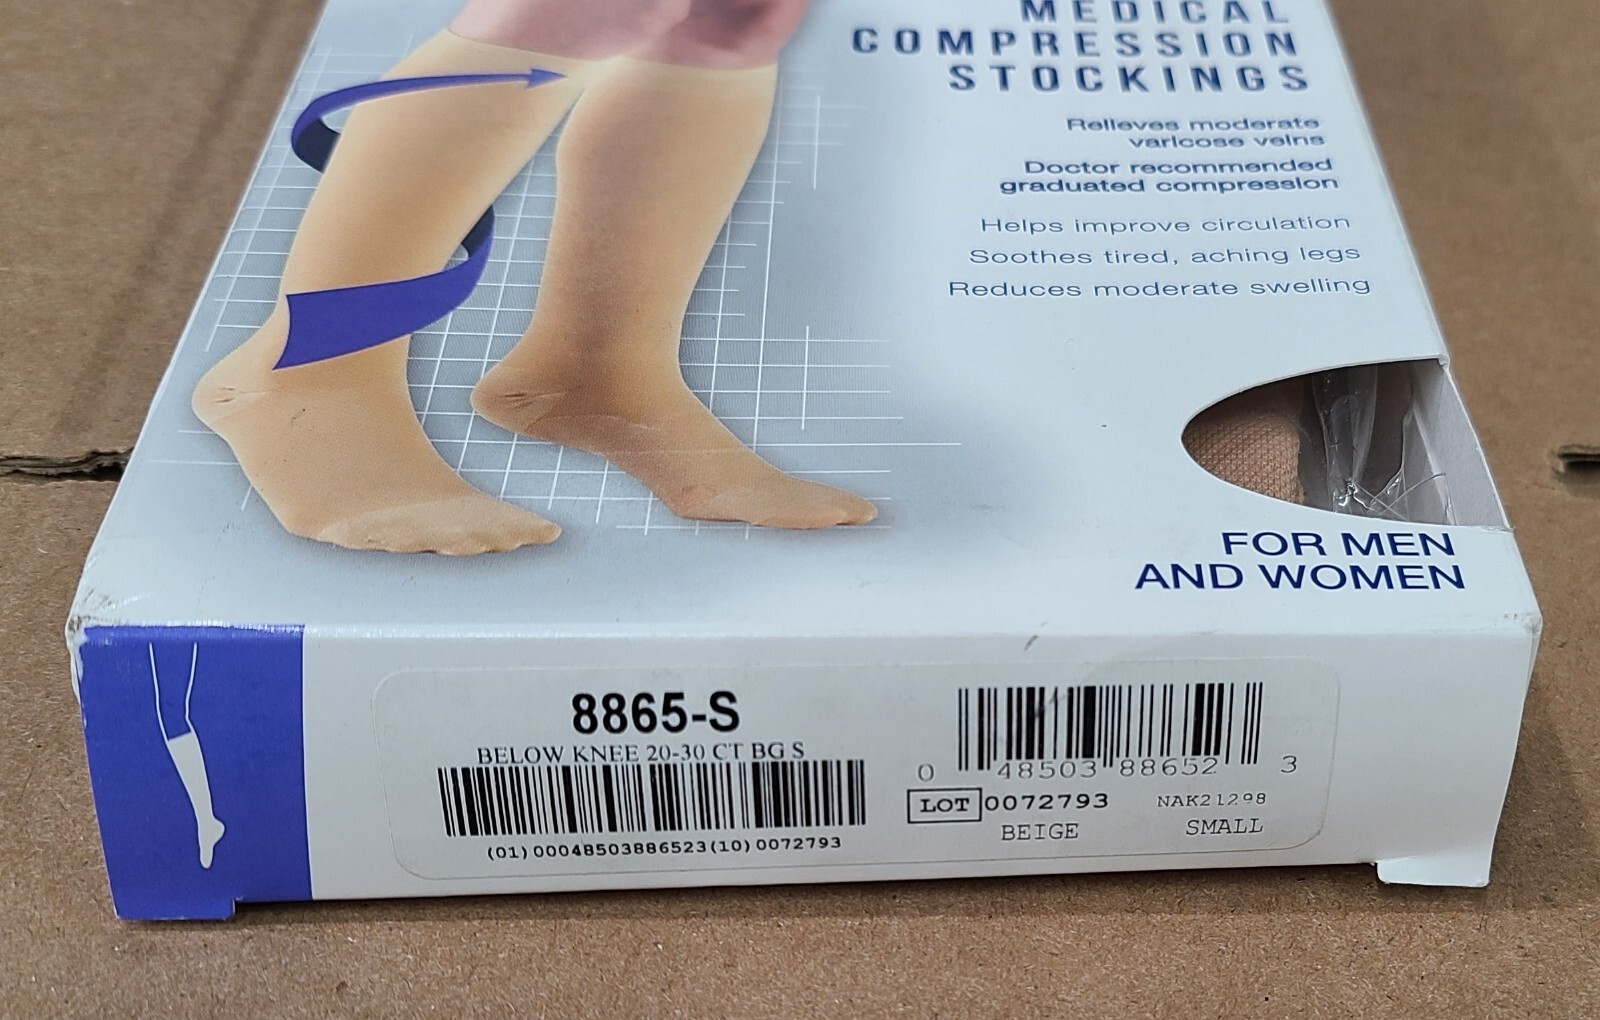 MEDICAL
COMPRESSION
STOCKINGS
Relieves moderate
varicose veins
Doctor recommended
graduated compression
Helps improve circulation
Soothes tired, aching legs
Reduces moderate swelling
FOR MEN
AND WOMEN
8865-S
BELOW KNEE 20-30 CT BG S
(01)00048503886523(10)0072793
0 48503 88652 3
LOT 0072793 NAK21298
BEIGE SMALL